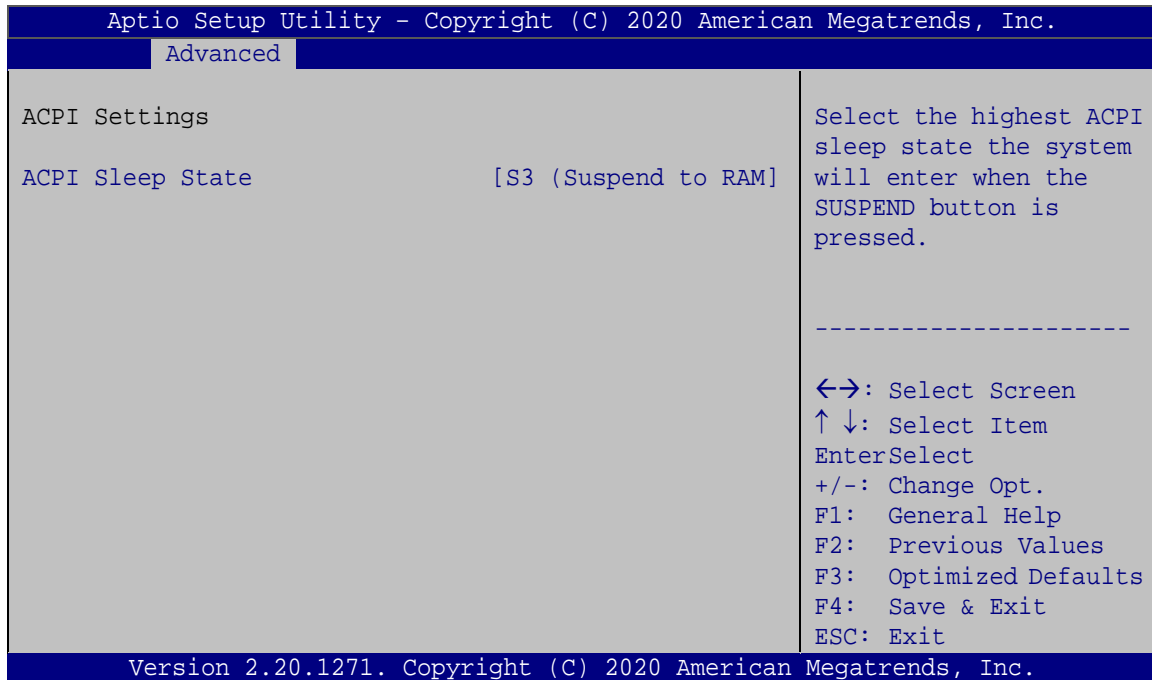 Aptio Setup Utility – Copyright (C) 2020 American Megatrends, Inc.
Advanced
ACPI Settings
ACPI Sleep State [S3 (Suspend to RAM]
Select the highest ACPI
sleep state the system
will enter when the
SUSPEND button is
pressed.
----------------------
←→: Select Screen
↑ ↓: Select Item
EnterSelect
+/-: Change Opt.
F1: General Help
F2: Previous Values
F3: Optimized Defaults
F4: Save & Exit
ESC: Exit
Version 2.20.1271. Copyright (C) 2020 American Megatrends, Inc.